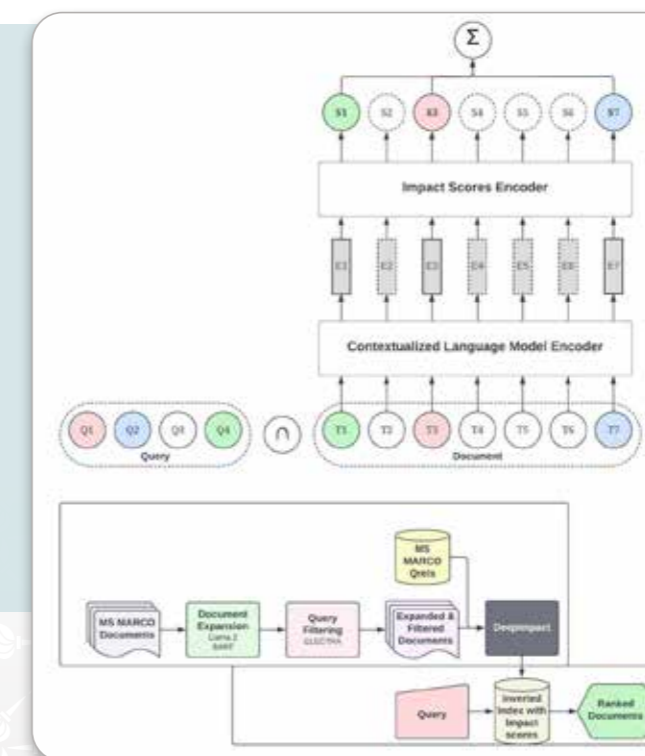 Σ
S1 S2 S3 S4 S5 S6 S7
Impact Scores Encoder
E1 E2 E3 E4 E5 E6 E7
Contextualized Language Model Encoder
Q1 Q2 Q3 Q4 ∩ T1 T2 T3 T4 T5 T6 T7
Query Document
MS
MARCO
Qrels
MS MARCO
Documents
Document
Expansion
Llama 2
Query
Filtering
ELECTRA
Expanded &
Filtered
Documents
DeepImpact
Query
Inverted
Index with
Impact
scores
Ranked
Documents